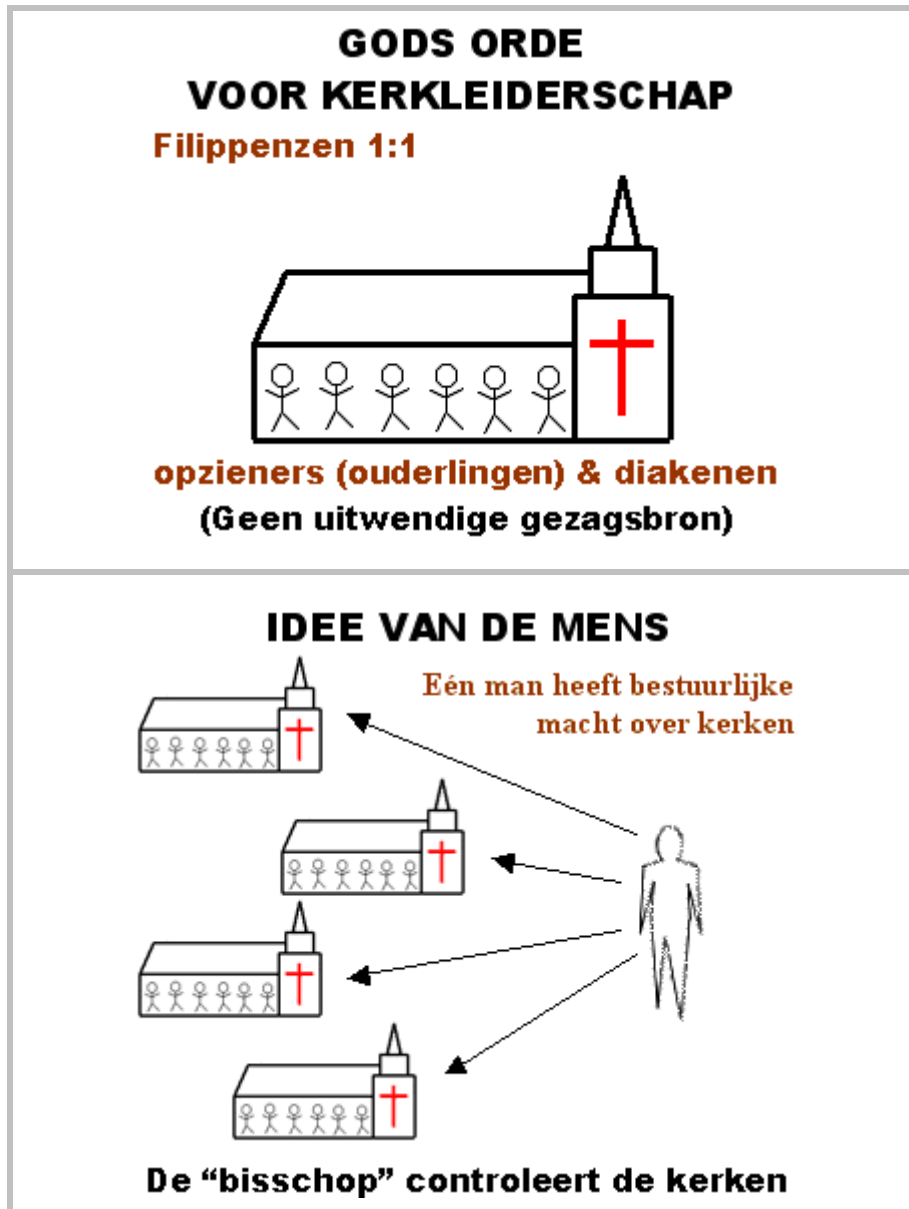 GODS ORDE
VOOR KERKLEIDERSCHAP
Filippenzen 1:1
opzieners (ouderlingen) & diakenen
(Geen uitwendige gezagsbron)
IDEE VAN DE MENS
Eén man heeft bestuurlijke
macht over kerken
De “bisschop” controleert de kerken